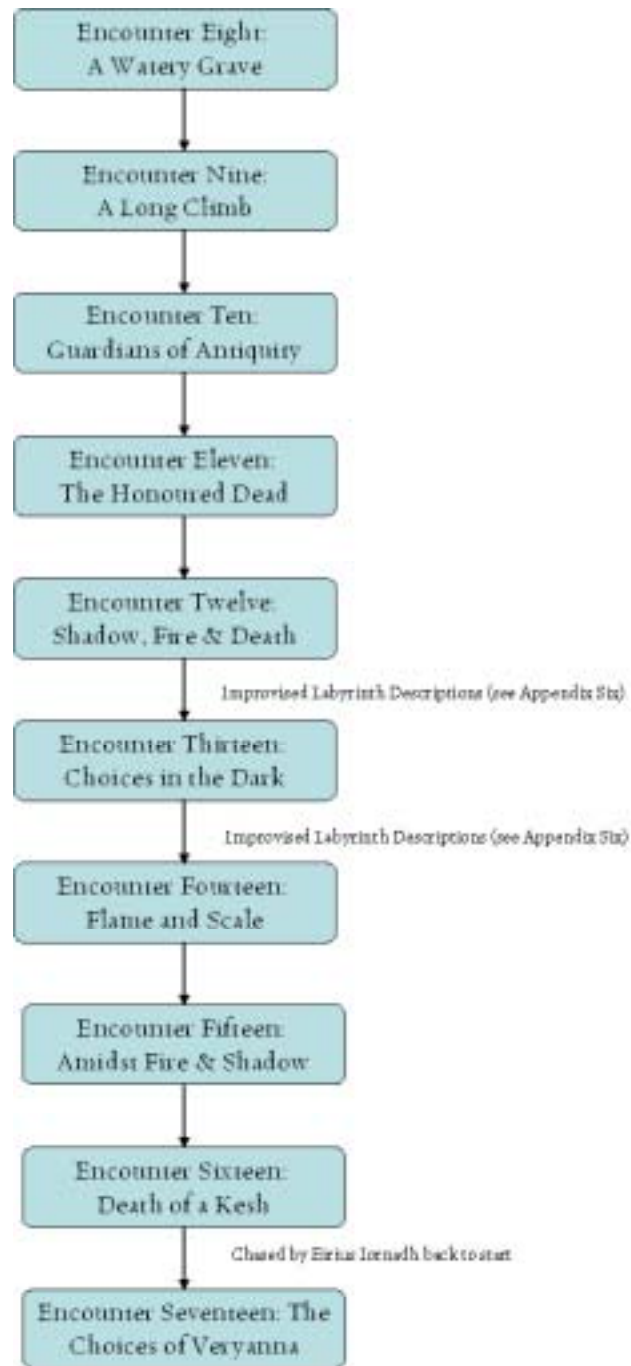 Encounter Eight:
A Watery Grave
Encounter Nine:
A Long Climb
Encounter Ten:
Guardians of Antiquity
Encounter Eleven:
The Honoured Dead
Encounter Twelve:
Shadow, Fire & Death
Improvised Labyrinth Descriptions (see Appendix Six)
Encounter Thirteen:
Choices in the Dark
Improvised Labyrinth Descriptions (see Appendix Six)
Encounter Fourteen:
Flame and Scale
Encounter Fifteen:
Amidst Fire & Shadow
Encounter Sixteen:
Death of a Kesh
Chased by Eirius Iornadh back to start
Encounter Seventeen: The
Choices of Veryanna